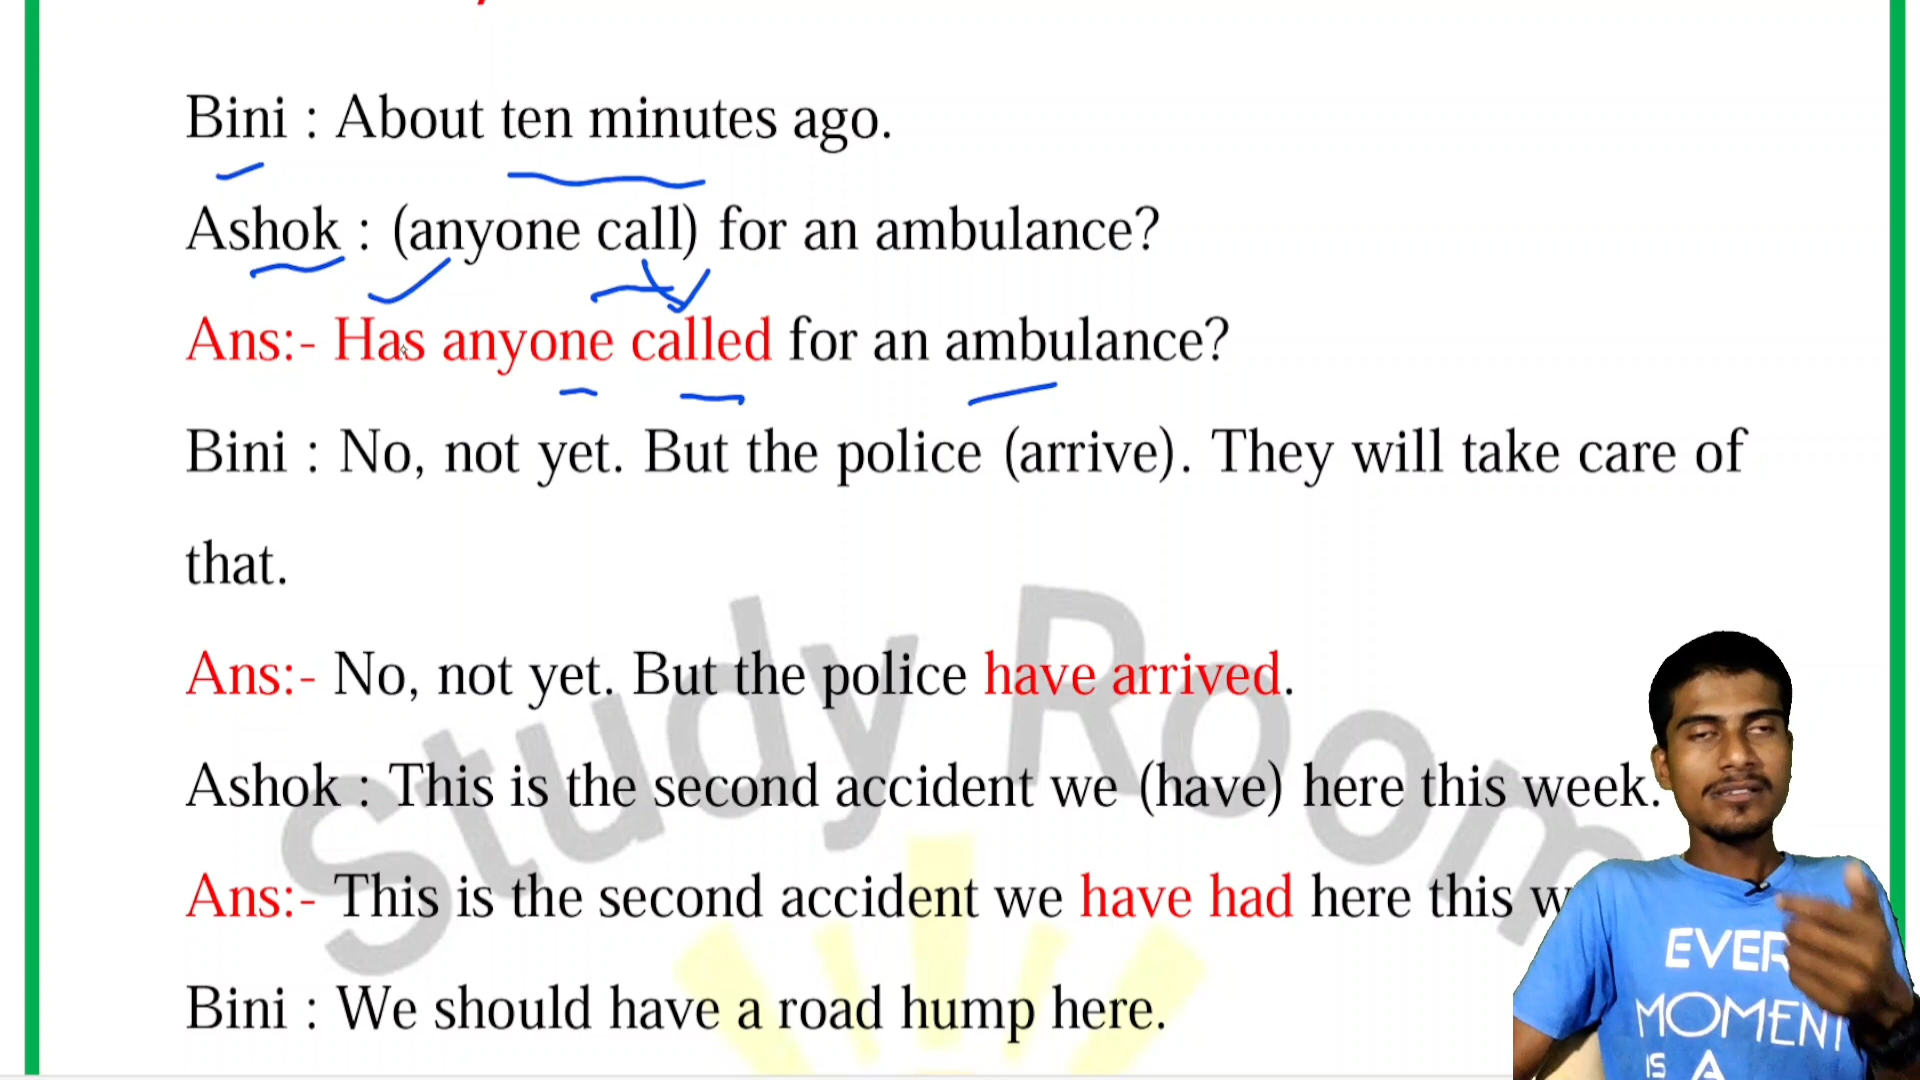 Bini : About ten minutes ago.
Ashok : (anyone call) for an ambulance?
Ans:- Has anyone called for an ambulance?
Bini : No, not yet. But the police (arrive). They will take care of
that.
Ans:- No, not yet. But the police have arrived.
Ashok : This is the second accident we (have) here this week.
Ans:- This is the second accident we have had here this w
Bini : We should have a road hump here.
Study Room
EVER
MOMENT
IS A